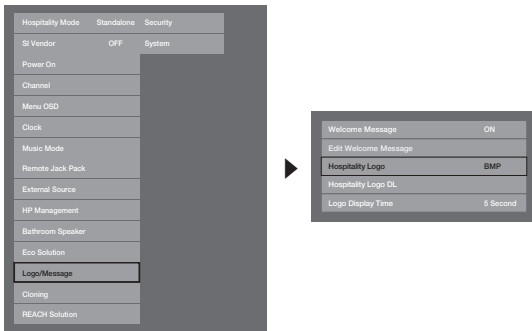 Hospitality Mode Standalone Security
SI Vendor OFF System
Power On
Channel
Menu OSD
Clock
Music Mode
Remote Jack Pack
External Source
HP Management
Bathroom Speaker
Eco Solution
Logo/Message
Cloning
REACH Solution
Welcome Message ON
Edit Welcome Message
Hospitality Logo BMP
Hospitality Logo DL
Logo Display Time 5 Second